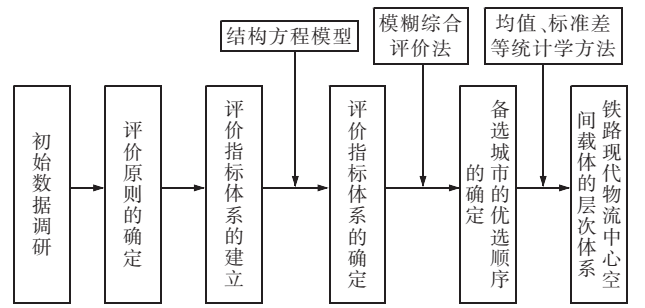 结构方程模型
模糊综合
评价法
均值、标准差
等统计学方法
初始数据调研
评价原则的确定
评价指标体系的建立
评价指标体系的确定
备选城市的优选顺序
的确定
铁路现代物流中心空
间载体的层次体系